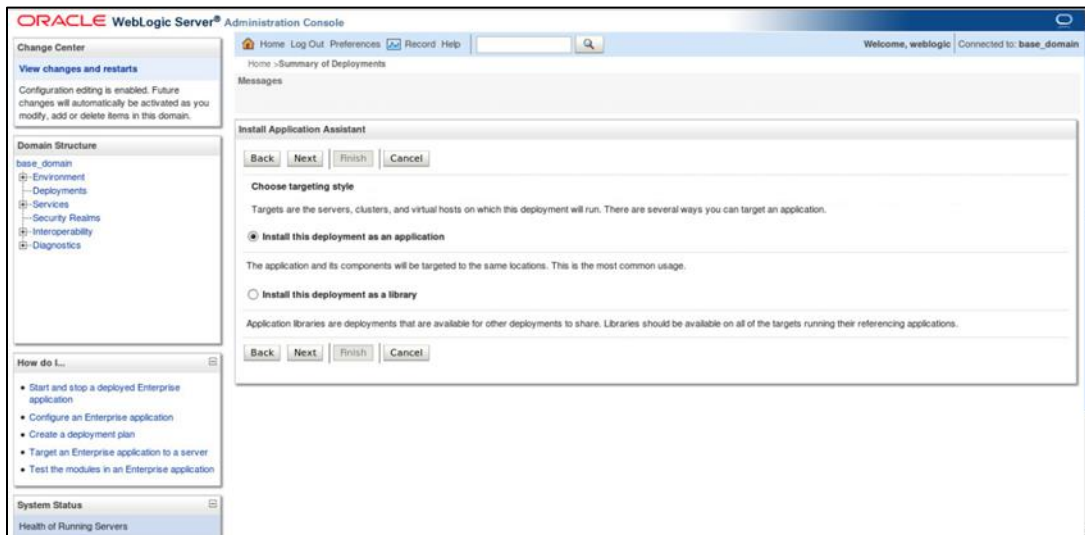 ORACLE WebLogic Server® Administration Console
Change Center
View changes and restarts
Configuration editing is enabled. Future
changes will automatically be activated as you
modify, add or delete items in this domain.
Domain Structure
base_domain
Environment
Deployments
Services
Security Realms
Interoperability
Diagnostics
How do I...
Start and stop a deployed Enterprise
application
Configure an Enterprise application
Create a deployment plan
Target an Enterprise application to a server
Test the modules in an Enterprise application
System Status
Health of Running Servers
Home Log Out Preferences Record Help
Welcome, weblogic Connected to: base_domain
Home >Summary of Deployments
Messages
Install Application Assistant
Back Next Finish Cancel
Choose targeting style
Targets are the servers, clusters, and virtual hosts on which this deployment will run. There are several ways you can target an application.
Install this deployment as an application
The application and its components will be targeted to the same locations. This is the most common usage.
Install this deployment as a library
Application libraries are deployments that are available for other deployments to share. Libraries should be available on all of the targets running their referencing applications.
Back Next Finish Cancel